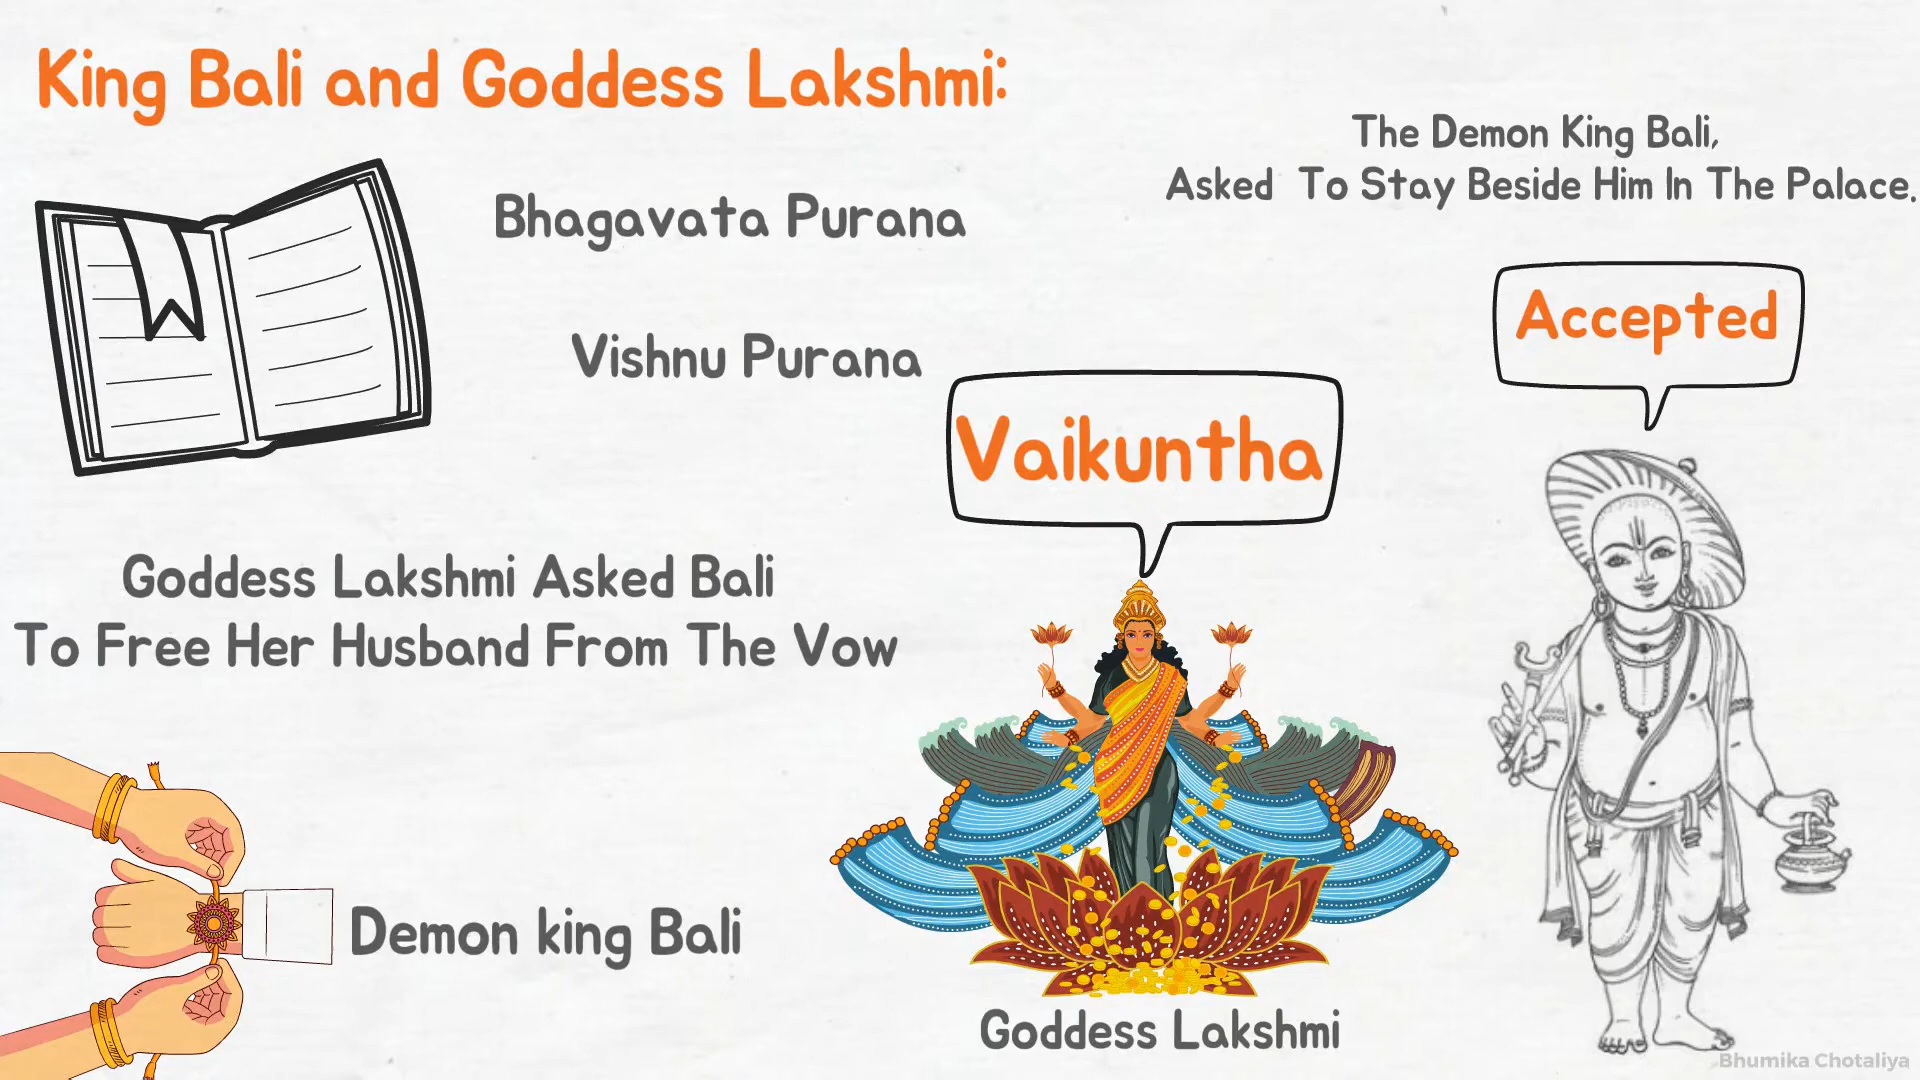 King Bali and Goddess Lakshmi:
The Demon King Bali,
Asked To Stay Beside Him In The Palace.
Bhagavata Purana
Vishnu Purana
Accepted
Vaikuntha
Goddess Lakshmi Asked Bali
To Free Her Husband From The Vow
Demon king Bali
Goddess Lakshmi
Bhumika Chotaliya